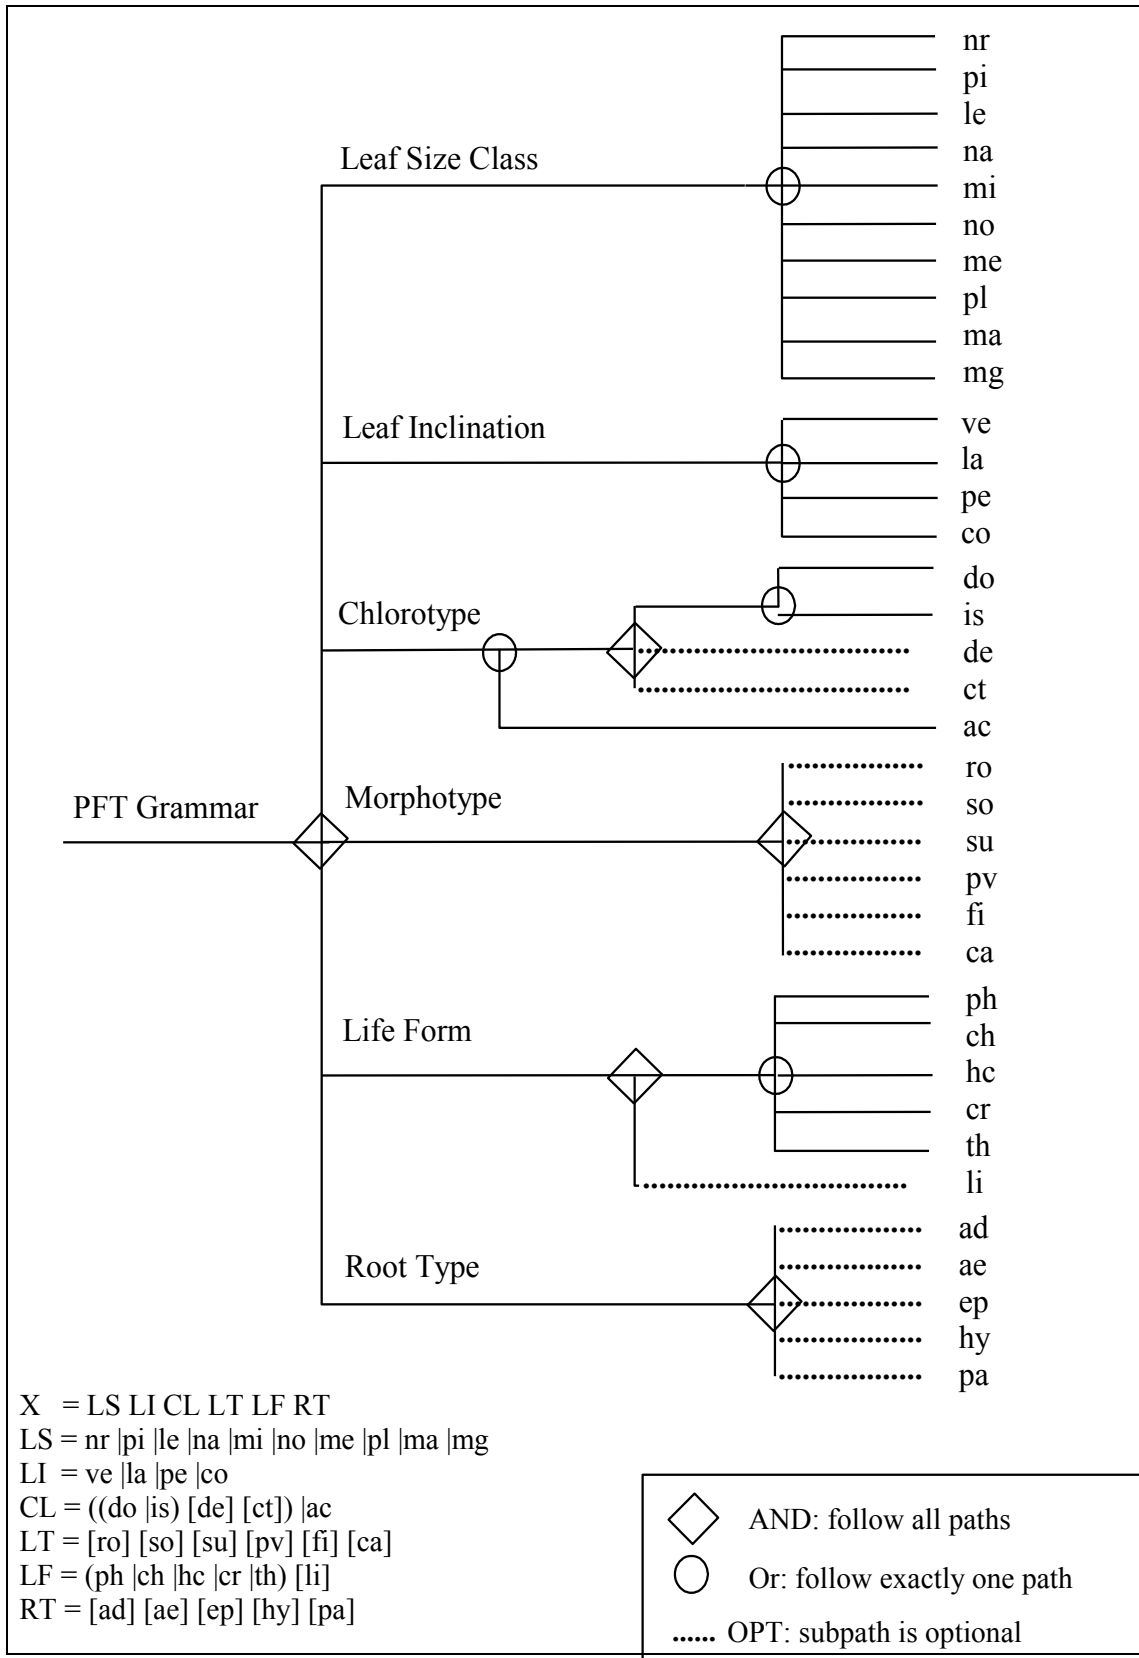 nr
pi
le
na
Leaf Size Class
mi
no
me
pl
ma
mg
ve
Leaf Inclination
la
pe
co
do
Chlorotype
is
de
ct
ac
ro
PFT Grammar
Morphotype
so
su
pv
fi
ca
ph
Life Form
ch
hc
cr
th
li
ad
Root Type
ae
ep
hy
pa
X = LS LI CL LT LF RT
LS = nr |pi |le |na |mi |no |me |pl |ma |mg
LI = ve |la |pe |co
CL = ((do |is) [de] [ct]) |ac
LT = [ro] [so] [su] [pv] [fi] [ca]
LF = (ph |ch |hc |cr |th) [li]
RT = [ad] [ae] [ep] [hy] [pa]
AND: follow all paths
Or: follow exactly one path
OPT: subpath is optional